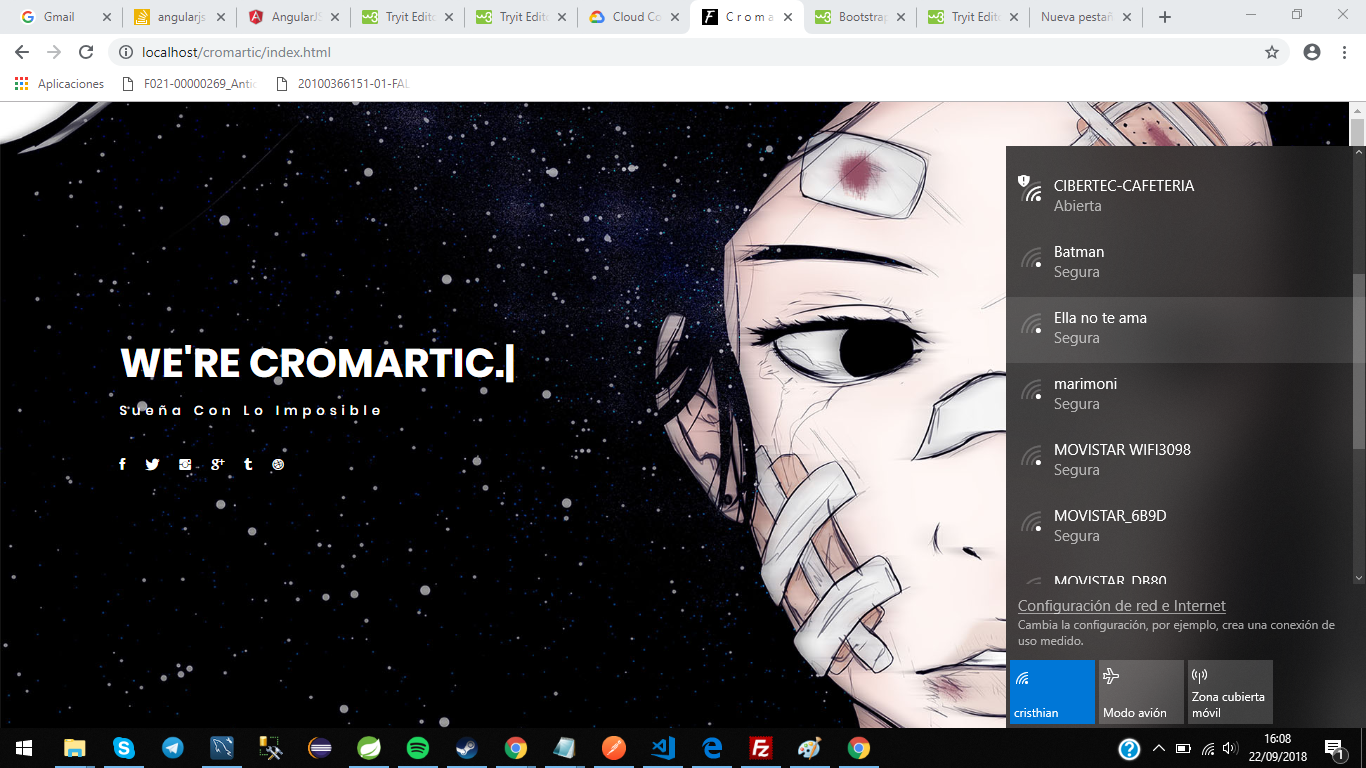 Gmail
angularjs
AngularJS
Tryit Edito
Tryit Edito
Cloud Co
C r o m a
Bootstrap
Tryit Edito
Nueva pestañ
localhost/cromartic/index.html
Aplicaciones
F021-00000269_Antic
20100366151-01-FAL
WE'RE CROMARTIC.|
Sueña Con Lo Imposible
CIBERTEC-CAFETERIA
Abierta
Batman
Segura
Ella no te ama
Segura
marimoni
Segura
MOVISTAR WIFI3098
Segura
MOVISTAR_6B9D
Segura
MOVISTAR_DB80
Configuración de red e Internet
Cambia la configuración, por ejemplo, crea una conexión de
uso medido.
cristhian
Modo avión
Zona cubierta
móvil
16:08
22/09/2018
1